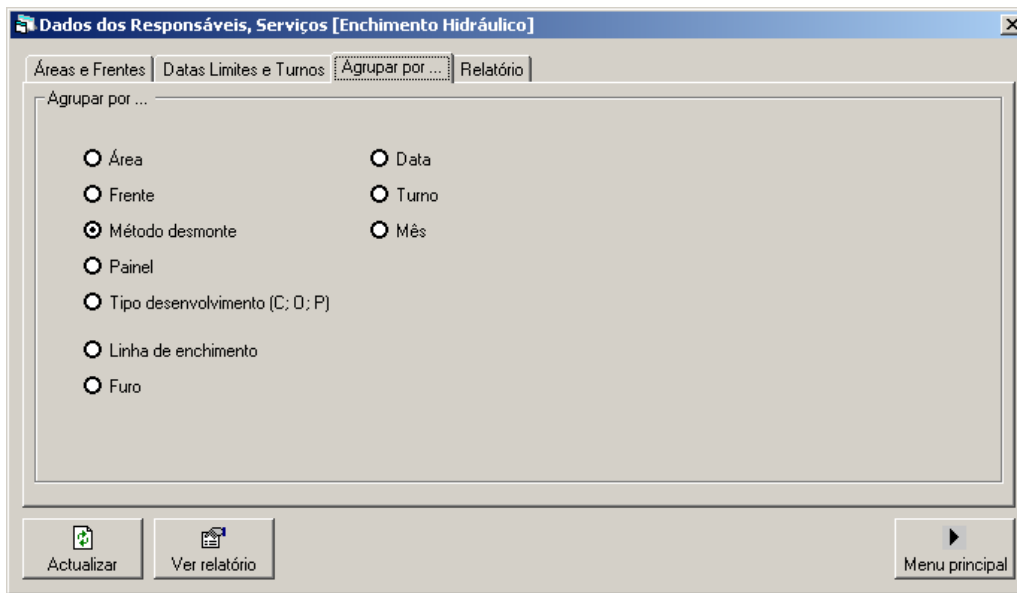 Dados dos Responsáveis, Serviços [Enchimento Hidráulico]
Áreas e Frentes Datas Limites e Turnos Agrupar por ... Relatório
Agrupar por ...
Área Data
Frente Turno
Método desmonte Mês
Painel
Tipo desenvolvimento (C; O; P)
Linha de enchimento
Furo
Actualizar Ver relatório Menu principal